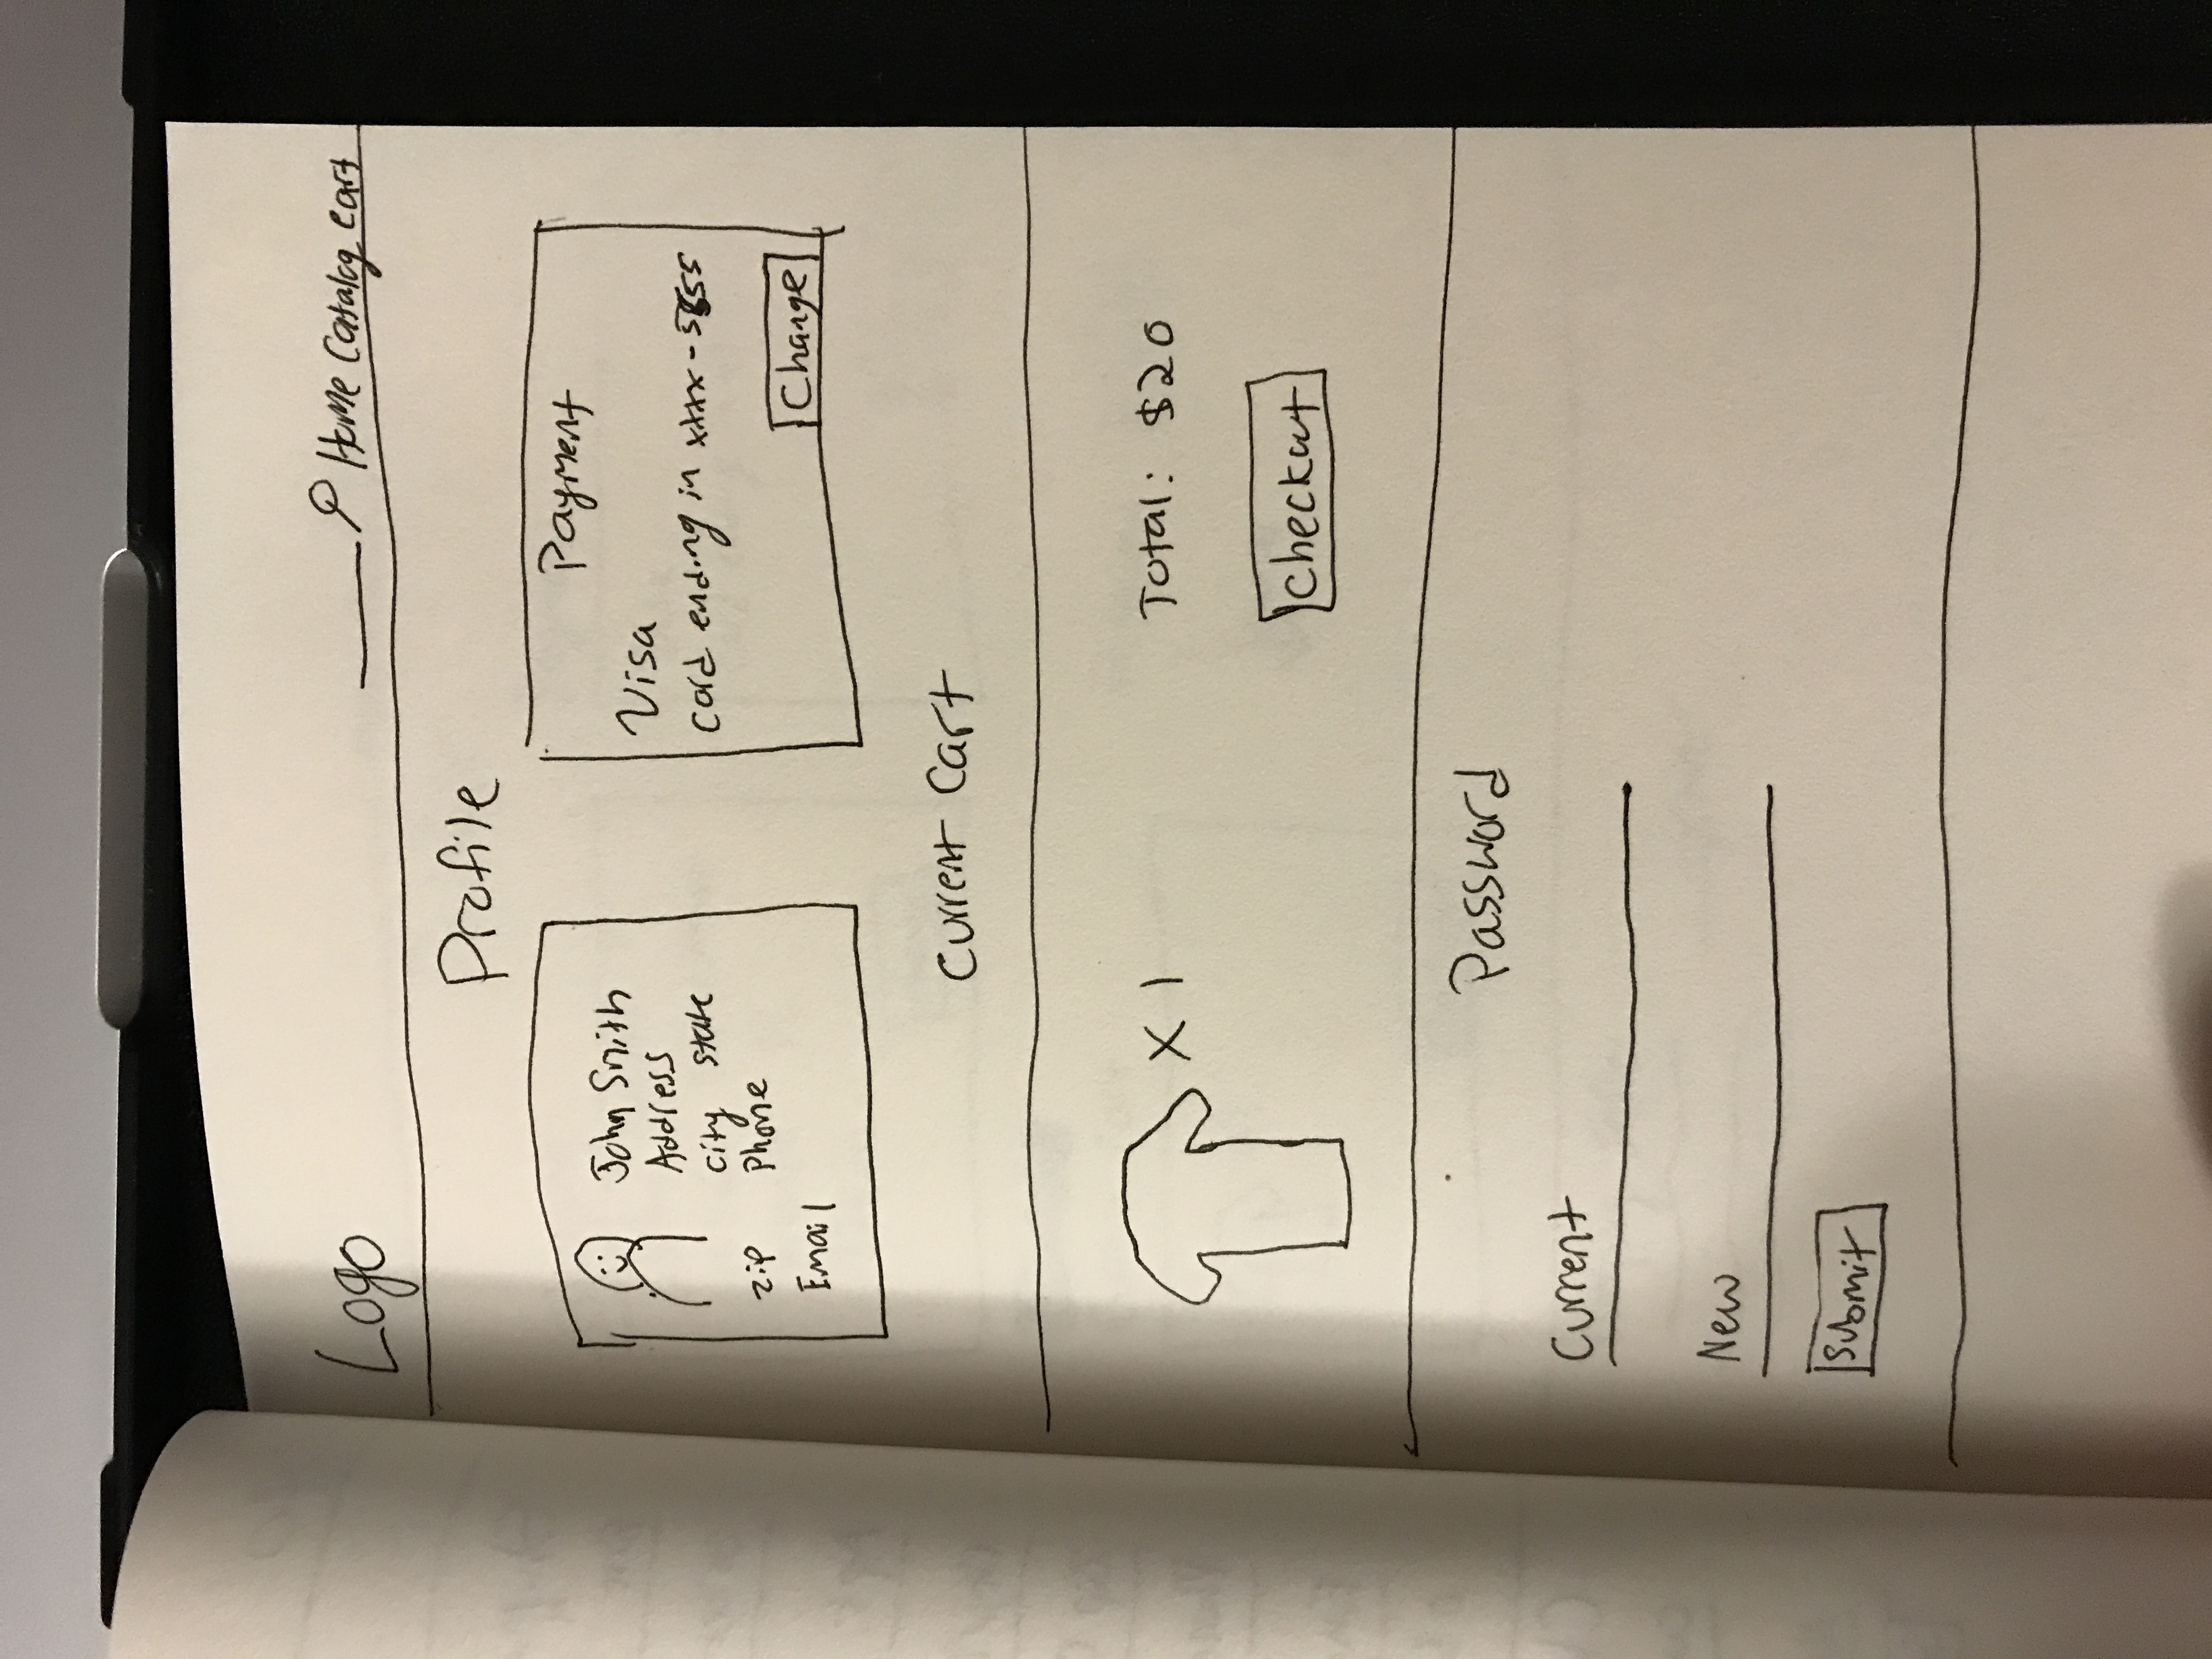 Logo
Home Catalog Cart
Profile
John Smith
Address
City State
Zip Phone
Email
Payment
Visa
Card ending in xxxx-5555
Change
Current Cart
X 1
Total: $20
Checkout
Password
Current
New
Submit